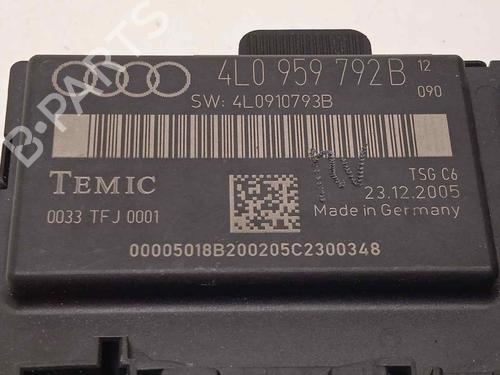 4L0 959 792B 12 090
SW: 4L0910793B
TEMIC
0033 TFJ 0001
TSG C6
23.12.2005
Made in Germany
00005018B200205C2300348
B-PARTS